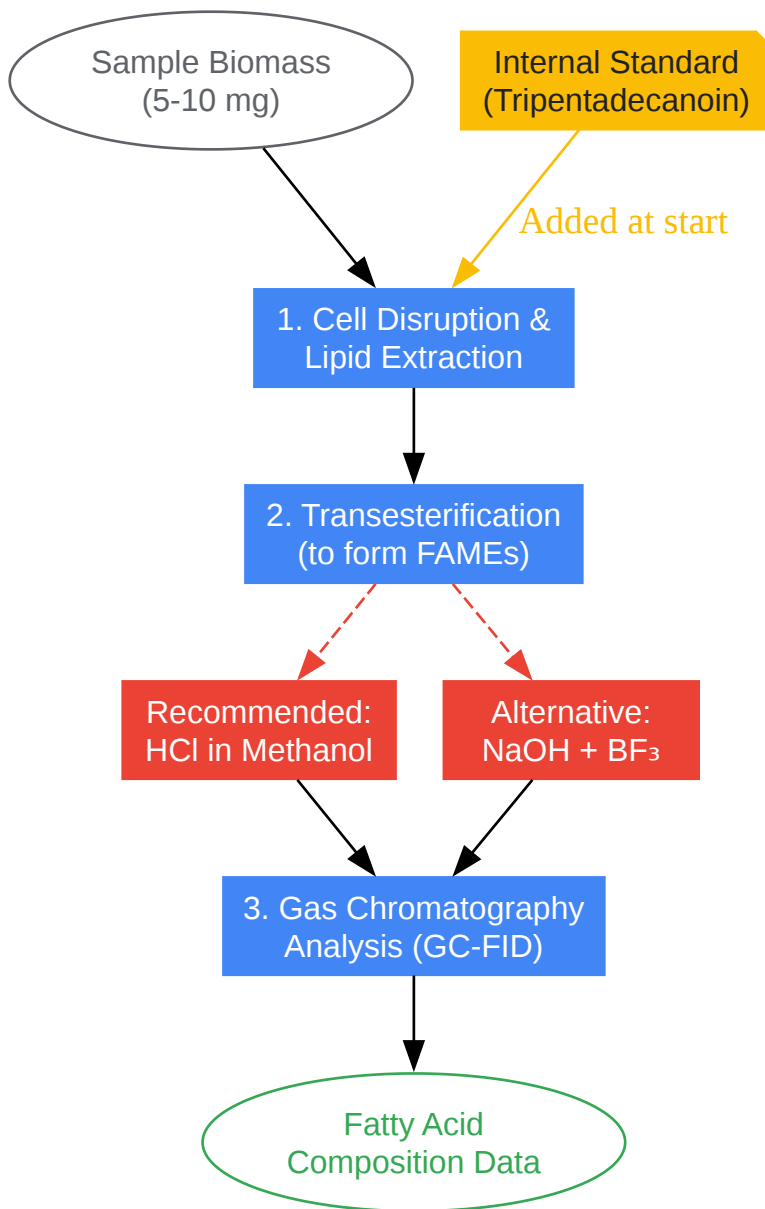 Sample Biomass
(5-10 mg)
Internal Standard
(Tripentadecanoin)
Added at start
1. Cell Disruption &
Lipid Extraction
2. Transesterification
(to form FAMEs)
Recommended:
HCl in Methanol
Alternative:
NaOH + BF₃
3. Gas Chromatography
Analysis (GC-FID)
Fatty Acid
Composition Data